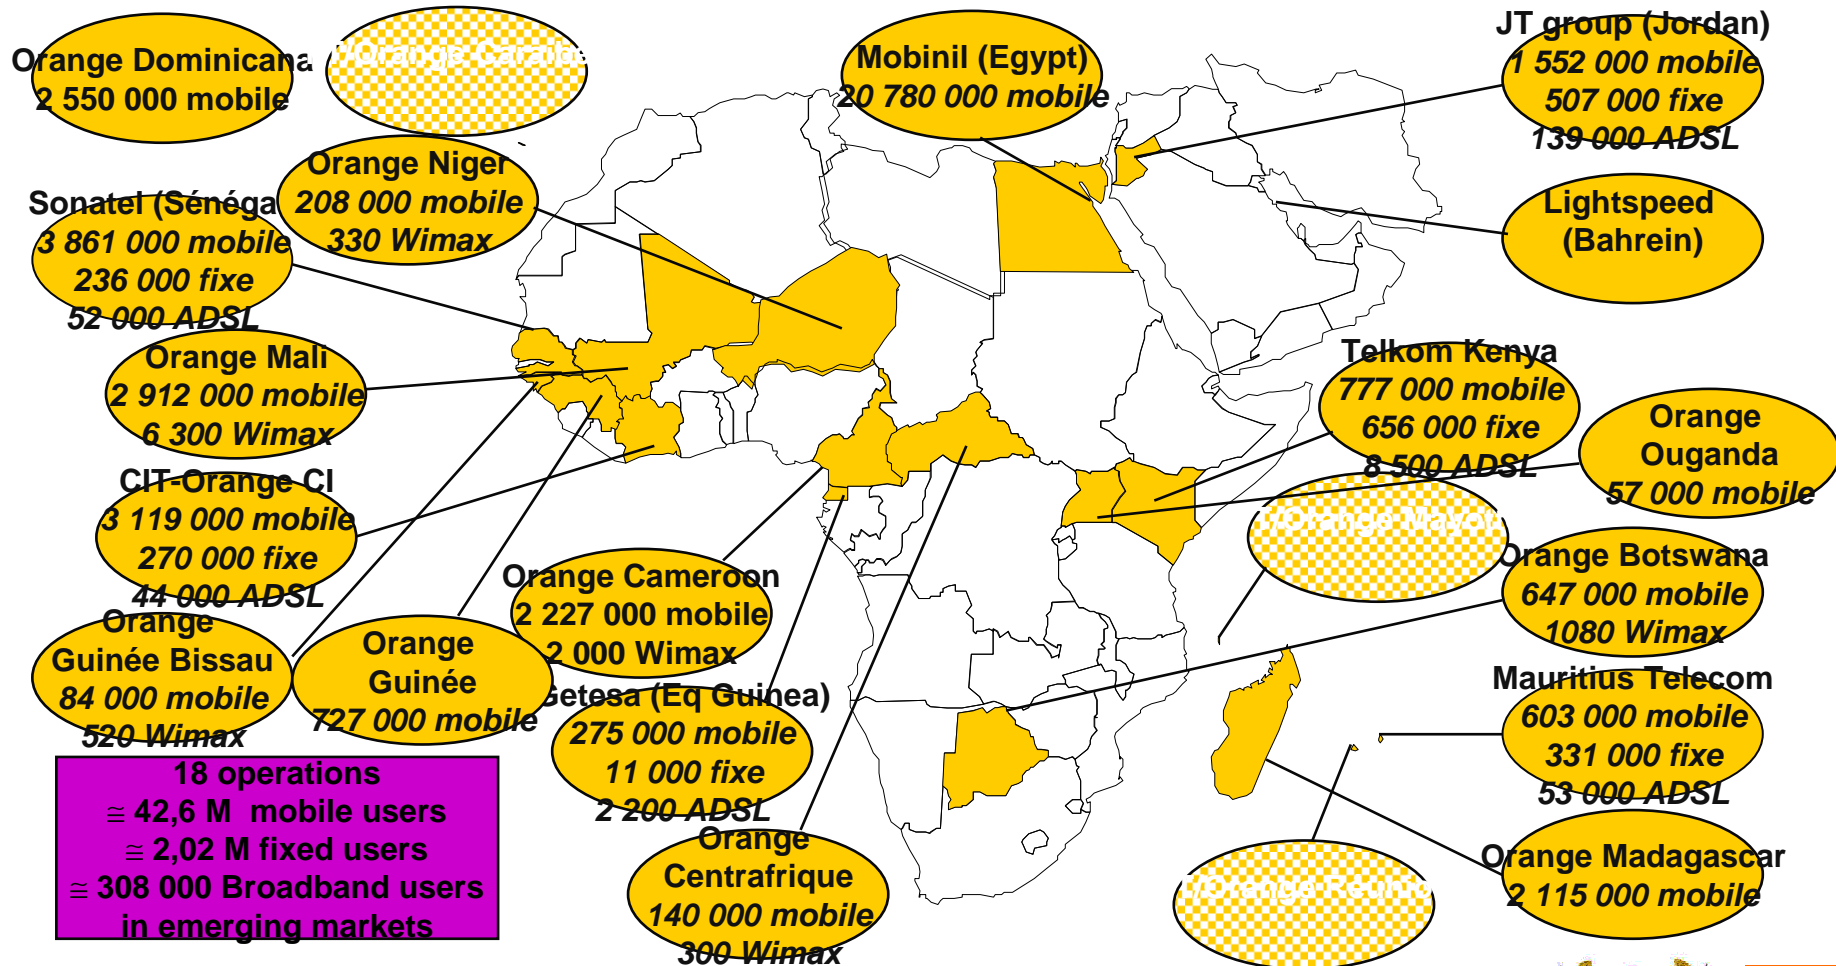 Orange Dominicana
2 550 000 mobile
Orange Caraïbe
Mobinil (Egypt)
20 780 000 mobile
JT group (Jordan)
1 552 000 mobile
507 000 fixe
139 000 ADSL
Orange Niger
208 000 mobile
330 Wimax
Sonatel (Sénéga
3 861 000 mobile
236 000 fixe
52 000 ADSL
Lightspeed
(Bahrein)
Orange Mali
2 912 000 mobile
6 300 Wimax
Telkom Kenya
777 000 mobile
656 000 fixe
8 500 ADSL
Orange
Ouganda
57 000 mobile
CIT-Orange CI
3 119 000 mobile
270 000 fixe
44 000 ADSL
Orange
Orange Cameroon
2 227 000 mobile
2 000 Wimax
Orange Botswana
647 000 mobile
1080 Wimax
Orange
Guinée Bissau
84 000 mobile
520 Wimax
Orange
Guinée
727 000 mobile
Getesa (Eq Guinea)
275 000 mobile
11 000 fixe
2 200 ADSL
Mauritius Telecom
603 000 mobile
331 000 fixe
53 000 ADSL
18 operations
≅ 42,6 M mobile users
≅ 2,02 M fixed users
≅ 308 000 Broadband users
in emerging markets
Orange
Centrafrique
140 000 mobile
300 Wimax
Orange Réunio
Orange Madagascar
2 115 000 mobile